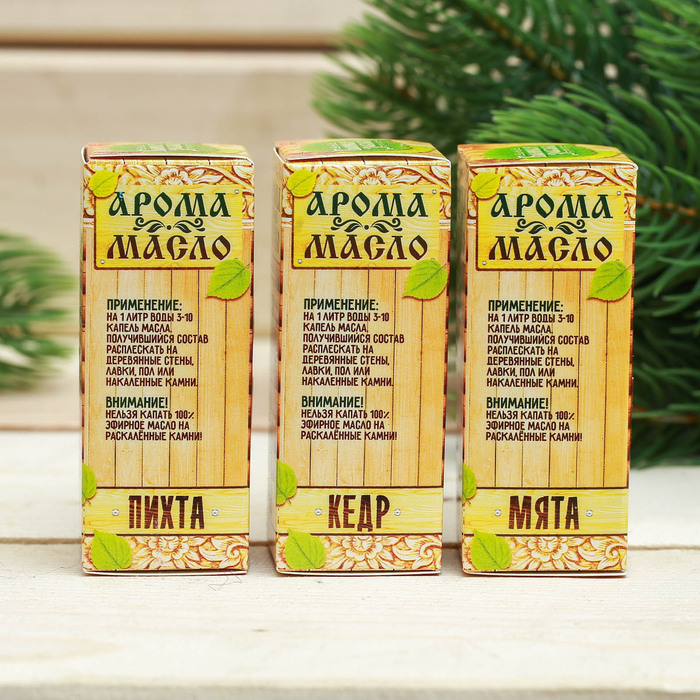 АРОМА
МАСЛО
ПРИМЕНЕНИЕ:
НА 1 ЛИТР ВОДЫ 3-10
КАПЕЛЬ МАСЛА,
ПОЛУЧИВШИЙСЯ СОСТАВ
РАСПЛЕСКАТЬ НА
ДЕРЕВЯННЫЕ СТЕНЫ,
ЛАВКИ, ПОЛ ИЛИ
НАКАЛЕННЫЕ КАМНИ.
ВНИМАНИЕ!
НЕЛЬЗЯ КАПАТЬ 100%
ЭФИРНОЕ МАСЛО НА
РАСКАЛЁННЫЕ КАМНИ!
ПИХТА
АРОМА
МАСЛО
ПРИМЕНЕНИЕ:
НА 1 ЛИТР ВОДЫ 3-10
КАПЕЛЬ МАСЛА,
ПОЛУЧИВШИЙСЯ СОСТАВ
РАСПЛЕСКАТЬ НА
ДЕРЕВЯННЫЕ СТЕНЫ,
ЛАВКИ, ПОЛ ИЛИ
НАКАЛЕННЫЕ КАМНИ.
ВНИМАНИЕ!
НЕЛЬЗЯ КАПАТЬ 100%
ЭФИРНОЕ МАСЛО НА
РАСКАЛЁННЫЕ КАМНИ!
КЕДР
АРОМА
МАСЛО
ПРИМЕНЕНИЕ:
НА 1 ЛИТР ВОДЫ 3-10
КАПЕЛЬ МАСЛА,
ПОЛУЧИВШИЙСЯ СОСТАВ
РАСПЛЕСКАТЬ НА
ДЕРЕВЯННЫЕ СТЕНЫ,
ЛАВКИ, ПОЛ ИЛИ
НАКАЛЕННЫЕ КАМНИ.
ВНИМАНИЕ!
НЕЛЬЗЯ КАПАТЬ 100%
ЭФИРНОЕ МАСЛО НА
РАСКАЛЁННЫЕ КАМНИ!
МЯТА